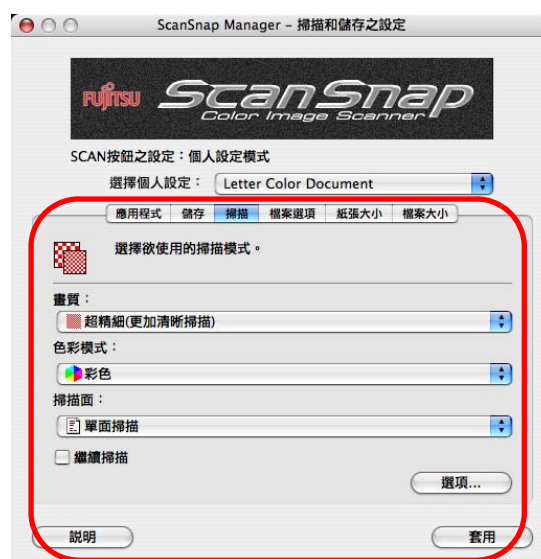 ScanSnap Manager – 掃描和儲存之設定
FUJITSU ScanSnap
Color Image Scanner
SCAN按鈕之設定：個人設定模式
選擇個人設定： Letter Color Document
應用程式 儲存 掃描 檔案選項 紙張大小 檔案大小
選擇欲使用的掃描模式。
畫質：
超精細(更加清晰掃描)
色彩模式：
彩色
掃描面：
單面掃描
繼續掃描
選項...
説明 套用